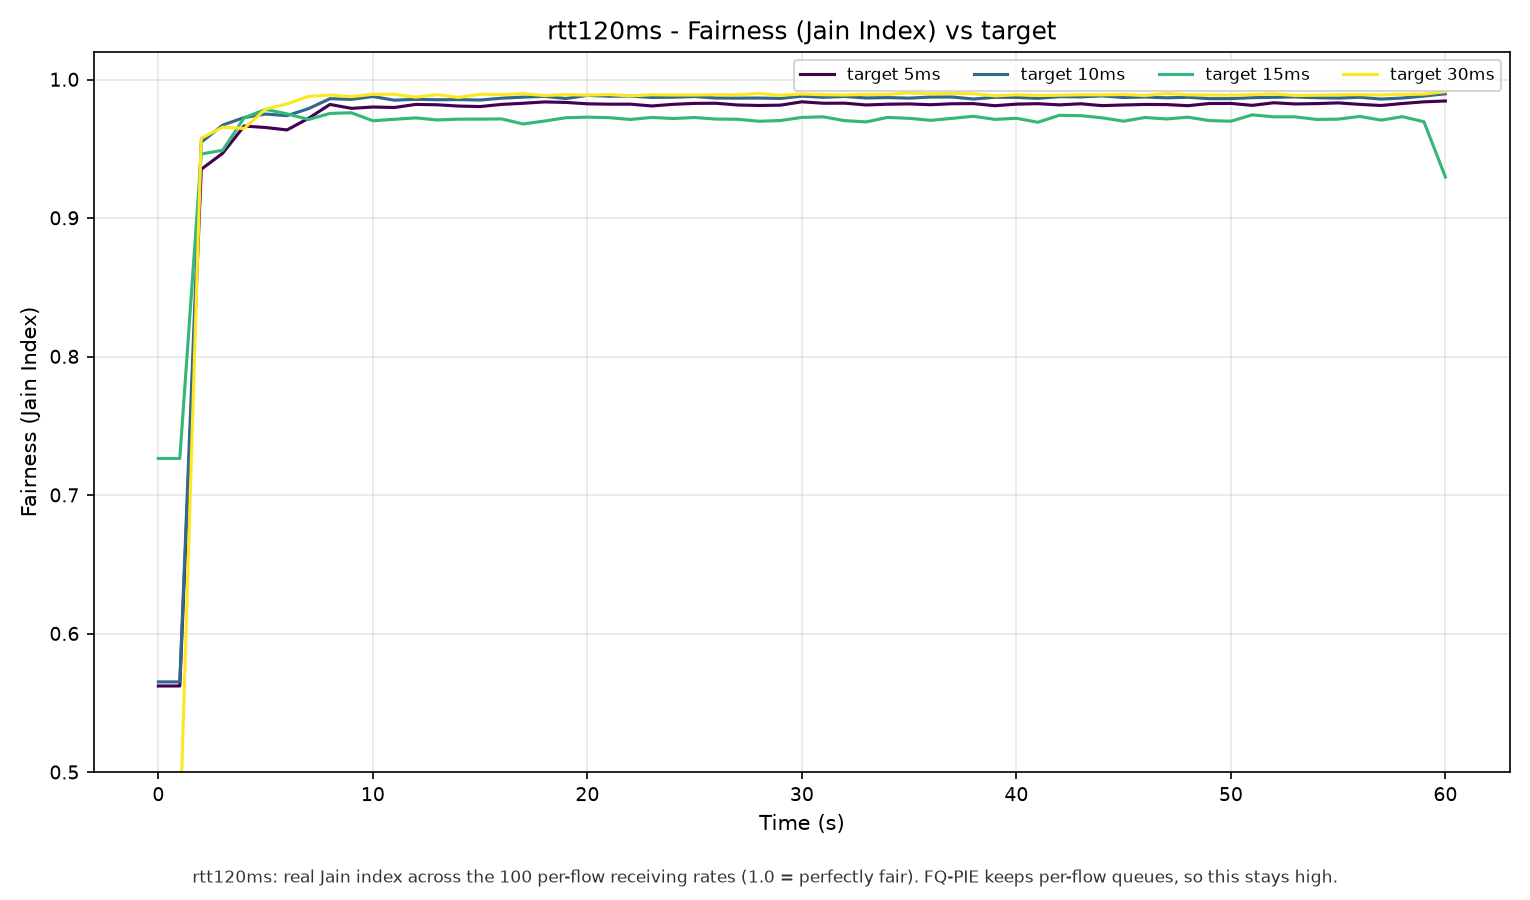 rtt120ms - Fairness (Jain Index) vs target
target 5ms
target 10ms
target 15ms
target 30ms
Fairness (Jain Index)
1.0
0.9
0.8
0.7
0.6
0.5
0
10
20
30
40
50
60
Time (s)
rtt120ms: real Jain index across the 100 per-flow receiving rates (1.0 = perfectly fair). FQ-PIE keeps per-flow queues, so this stays high.